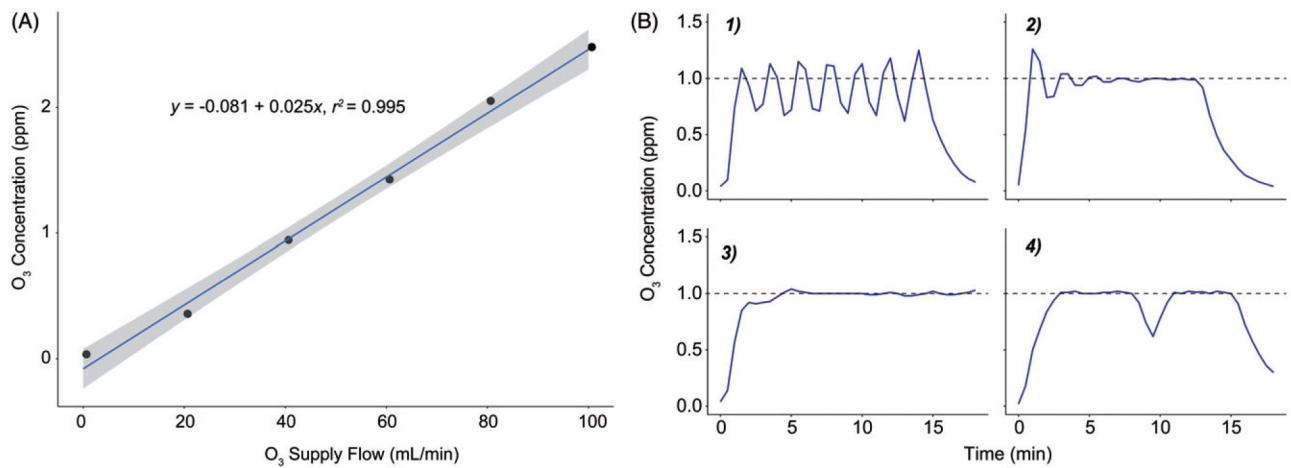 (A)
y = -0.081 + 0.025x, r² = 0.995
O₃ Concentration (ppm)
2
1
0
0 20 40 60 80 100
O₃ Supply Flow (mL/min)
(B)
O₃ Concentration (ppm)
1) 2)
1.5
1.0
0.5
0.0
3) 4)
1.5
1.0
0.5
0.0
0 5 10 15 0 5 10 15
Time (min)